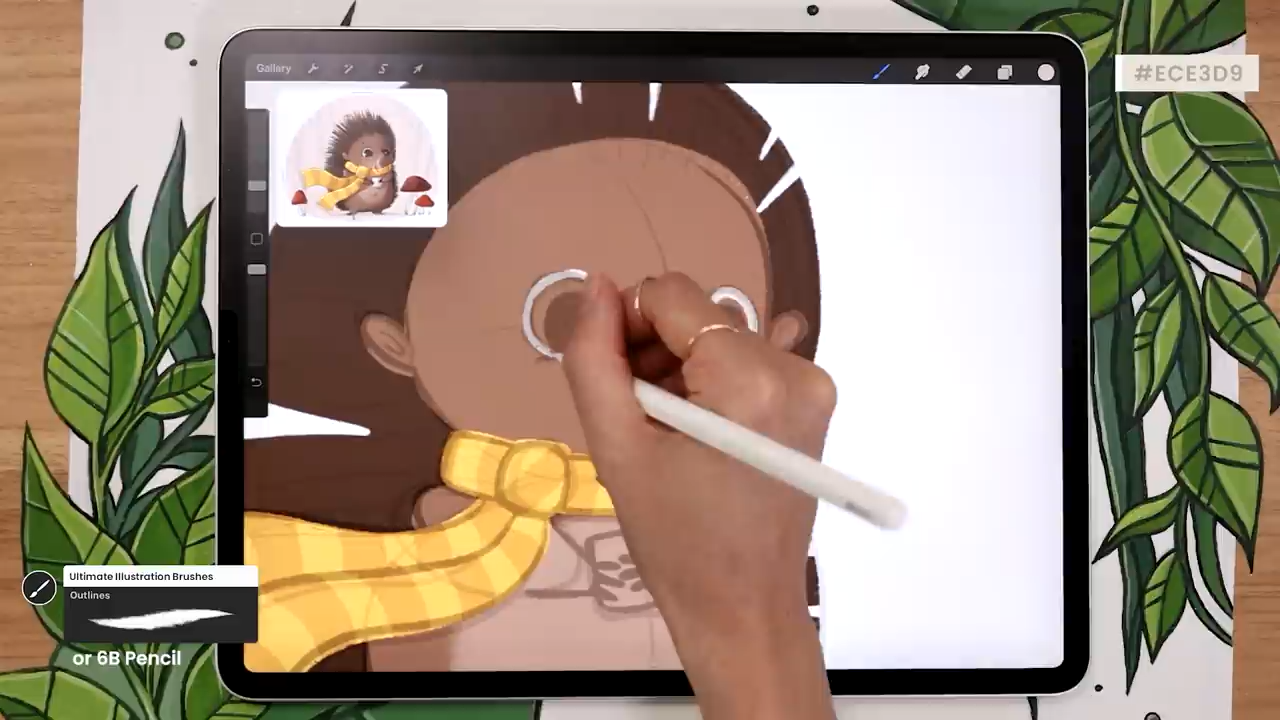 Gallery
#ECE3D9
Ultimate Illustration Brushes
Outlines
or 6B Pencil